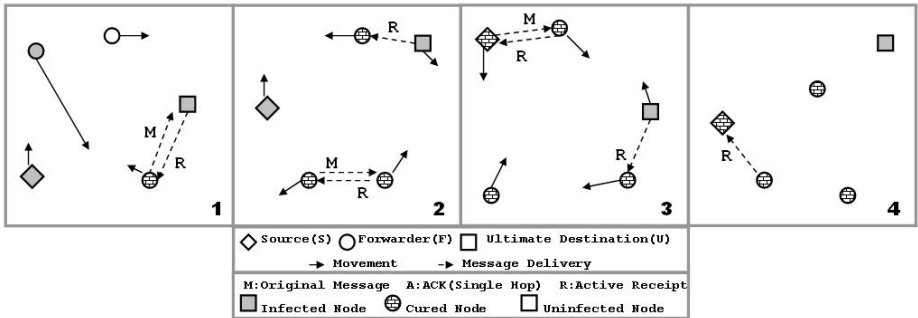 M
R
1
R
M
R
2
M
R
R
3
R
4
Source(S) Forwarder(F) Ultimate Destination(U)
Movement Message Delivery
M:Original Message A:ACK(Single Hop) R:Active Receipt
Infected Node Cured Node Uninfected Node